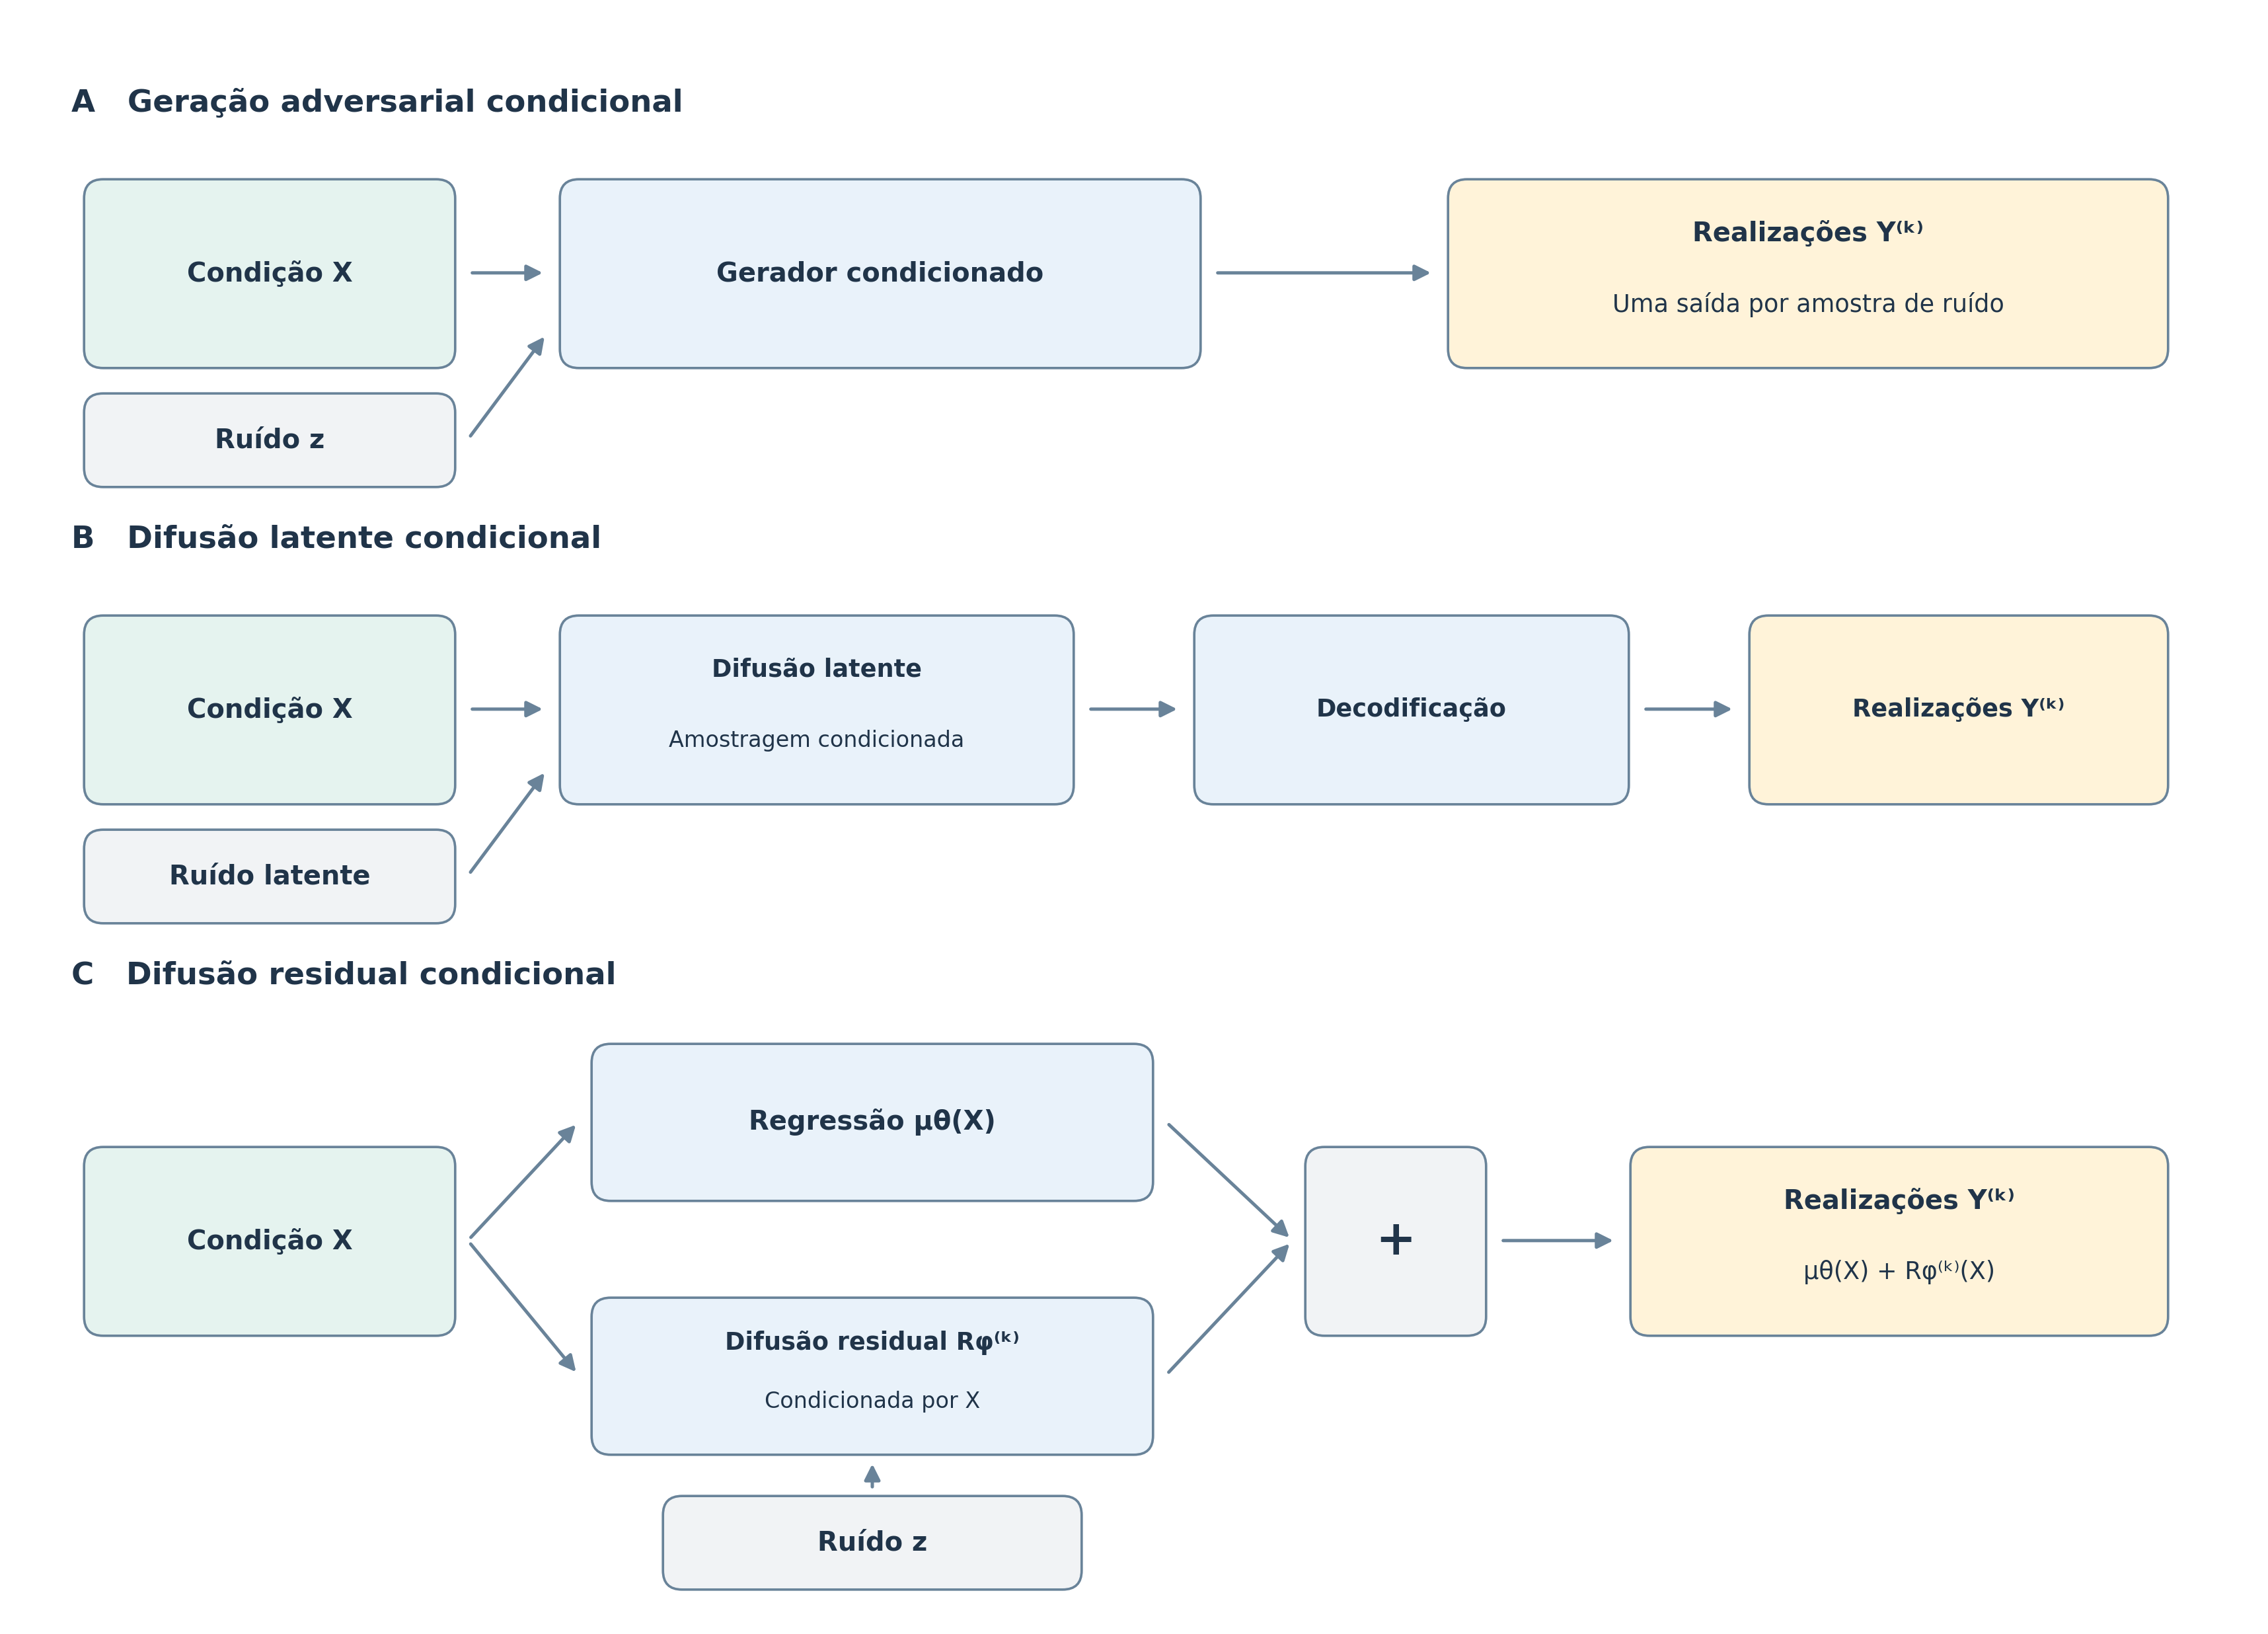 A Geração adversarial condicional
Condição X
Gerador condicionado
Realizações Y⁽ᵏ⁾
Uma saída por amostra de ruído
Ruído z
B Difusão latente condicional
Condição X
Difusão latente
Amostragem condicionada
Decodificação
Realizações Y⁽ᵏ⁾
Ruído latente
C Difusão residual condicional
Condição X
Regressão μθ(X)
Difusão residual Rφ⁽ᵏ⁾
Condicionada por X
Ruído z
+
Realizações Y⁽ᵏ⁾
μθ(X) + Rφ⁽ᵏ⁾(X)